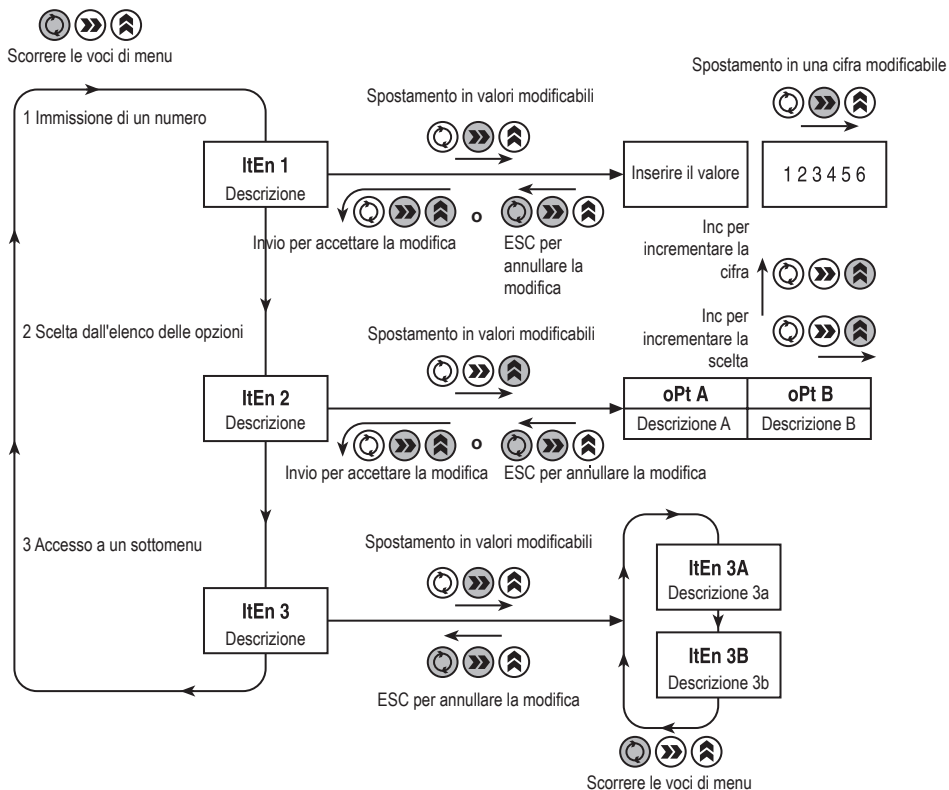 Scorrere le voci di menu
1 Immissione di un numero
Spostamento in valori modificabili
Spostamento in una cifra modificabile
ItEn 1
Descrizione
Inserire il valore
1 2 3 4 5 6
o
Invio per accettare la modifica
ESC per
annullare la
modifica
Inc per
incrementare la
cifra
2 Scelta dall'elenco delle opzioni
Spostamento in valori modificabili
Inc per
incrementare la
scelta
ItEn 2
Descrizione
oPt A
oPt B
Descrizione A
Descrizione B
o
Invio per accettare la modifica
ESC per annullare la modifica
3 Accesso a un sottomenu
Spostamento in valori modificabili
ItEn 3
Descrizione
ESC per annullare la modifica
ItEn 3A
Descrizione 3a
ItEn 3B
Descrizione 3b
Scorrere le voci di menu